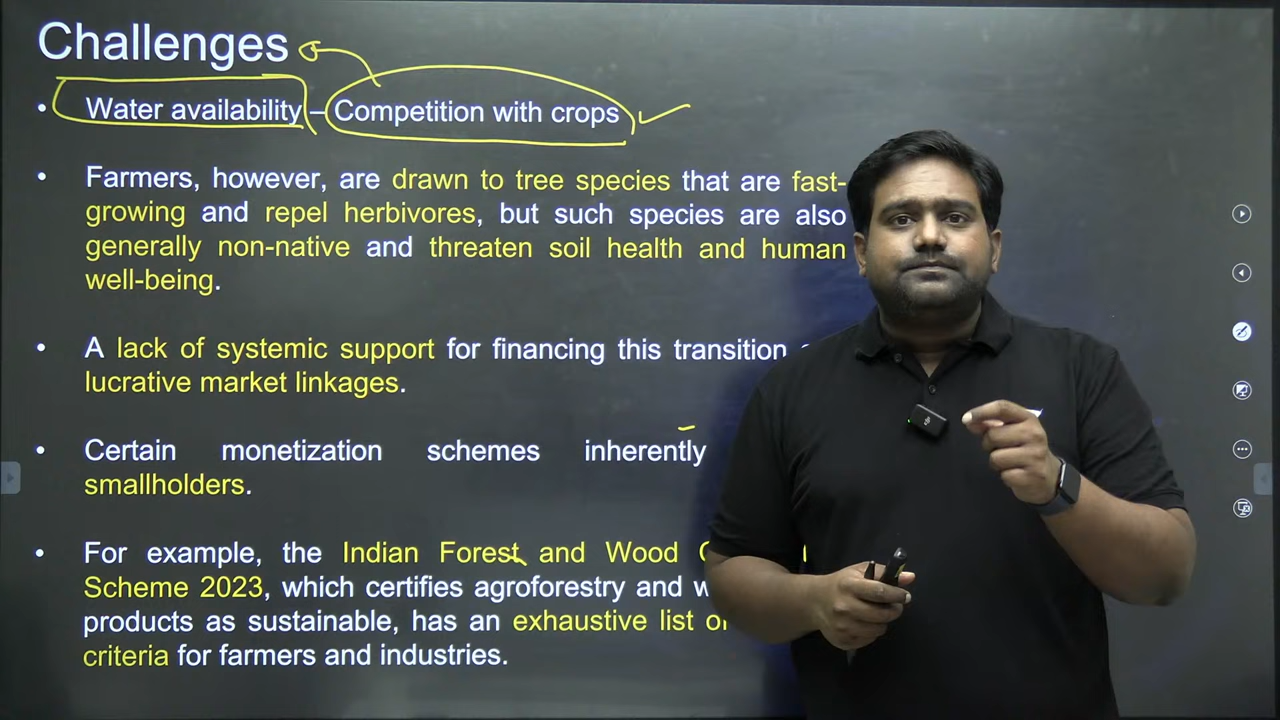 Challenges
• Water availability – Competition with crops
• Farmers, however, are drawn to tree species that are fast-
growing and repel herbivores, but such species are also
generally non-native and threaten soil health and human
well-being.
• A lack of systemic support for financing this transition
lucrative market linkages.
• Certain monetization schemes inherently
smallholders.
• For example, the Indian Forest and Wood
Scheme 2023, which certifies agroforestry and
products as sustainable, has an exhaustive list
criteria for farmers and industries.